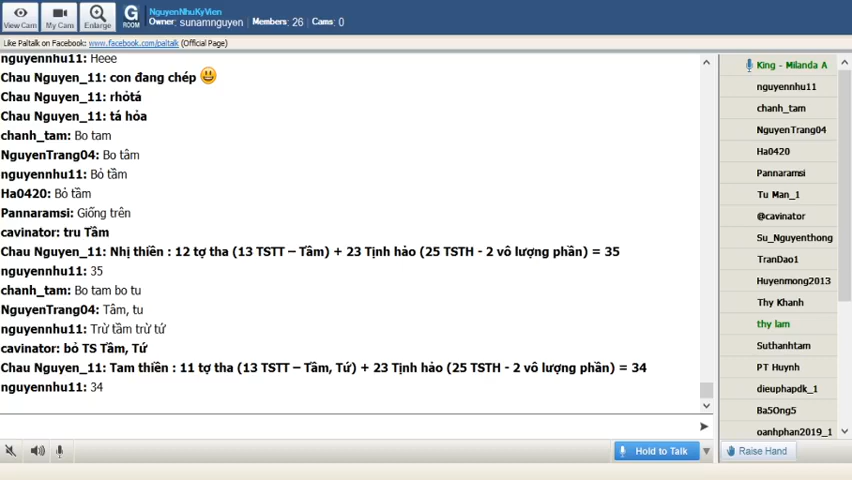 NguyenNhuKyVien
Owner: sunamnguyen Members: 26 Cams: 0
View Cam My Cam Enlarge G ROOM
Like Paltalk on Facebook: www.facebook.com/paltalk (Official Page)
nguyennhu11: Heee
Chau Nguyen_11: con đang chép
Chau Nguyen_11: rhỏtá
Chau Nguyen_11: tá hỏa
chanh_tam: Bo tam
NguyenTrang04: Bo tâm
nguyennhu11: Bỏ tầm
Ha0420: Bỏ tầm
Pannaramsi: Giống trên
cavinator: tru Tầm
Chau Nguyen_11: Nhị thiền : 12 tợ tha (13 TSTT – Tầm) + 23 Tịnh hảo (25 TSTH - 2 vô lượng phần) = 35
nguyennhu11: 35
chanh_tam: Bo tam bo tu
NguyenTrang04: Tâm, tu
nguyennhu11: Trừ tầm trừ tứ
cavinator: bỏ TS Tầm, Tứ
Chau Nguyen_11: Tam thiền : 11 tợ tha (13 TSTT – Tầm, Tứ) + 23 Tịnh hảo (25 TSTH - 2 vô lượng phần) = 34
nguyennhu11: 34
King - Milanda A
nguyennhu11
chanh_tam
NguyenTrang04
Ha0420
Pannaramsi
Tu Man_1
@cavinator
Su_Nguyenthong
TranDao1
Huyenmong2013
Thy Khanh
thy lam
Suthanhtam
PT Huynh
dieuphapdk_1
Ba5Ong5
oanhphan2019_1
Hold to Talk
Raise Hand